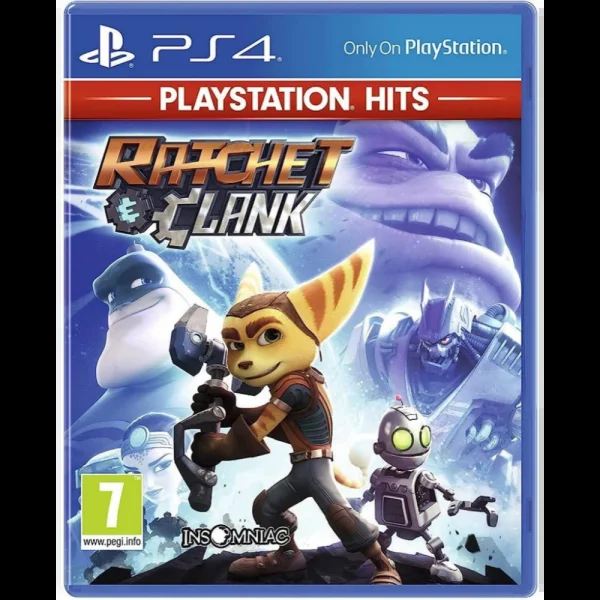 PS4
Only On PlayStation.
PLAYSTATION HITS
RATCHET
& CLANK
7
www.pegi.info
INSOMNIAC